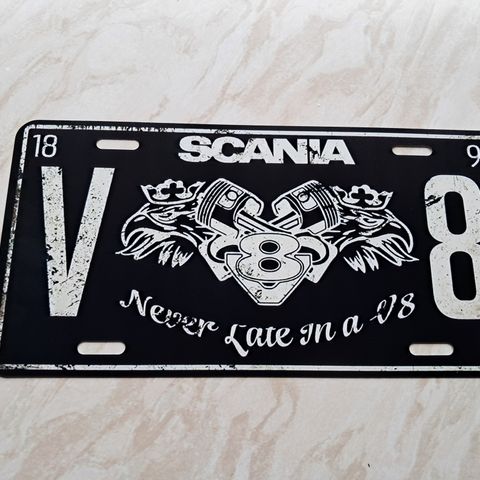 18 SCANIA 9
V 8 8
Never Late In a V8